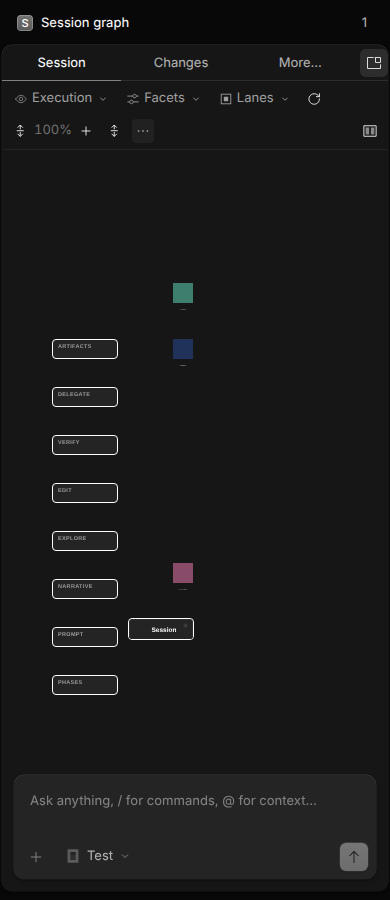 S Session graph 1
Session Changes More...
Execution Facets Lanes
100%
ARTIFACTS
DELEGATE
VERIFY
EDIT
EXPLORE
NARRATIVE
Session
PROMPT
PHASES
Ask anything, / for commands, @ for context...
Test